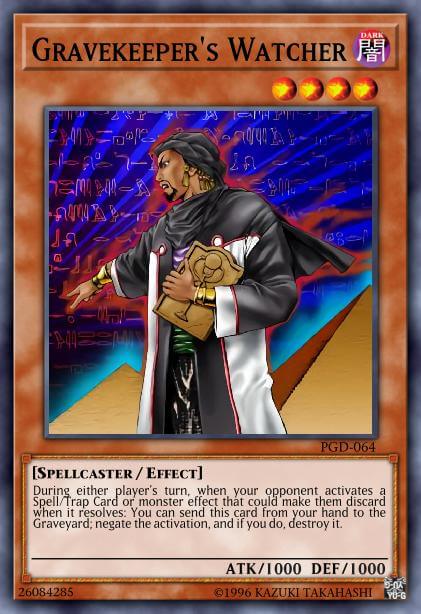 GRAVEKEEPER'S WATCHER
DARK
闇
PGD-064
[SPELLCASTER / EFFECT]
During either player's turn, when your opponent activates a
Spell/Trap Card or monster effect that could make them discard
when it resolves: You can send this card from your hand to the
Graveyard; negate the activation, and if you do, destroy it.
ATK/1000 DEF/1000
26084285
©1996 KAZUKI TAKAHASHI